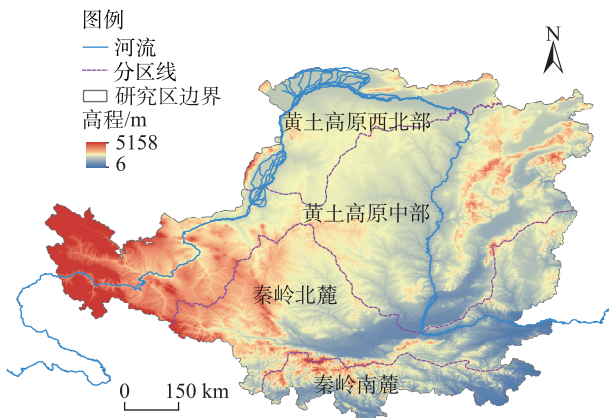 图例
河流
分区线
研究区边界
高程/m
5158
6
N
黄土高原西北部
黄土高原中部
秦岭北麓
秦岭南麓
0 150 km